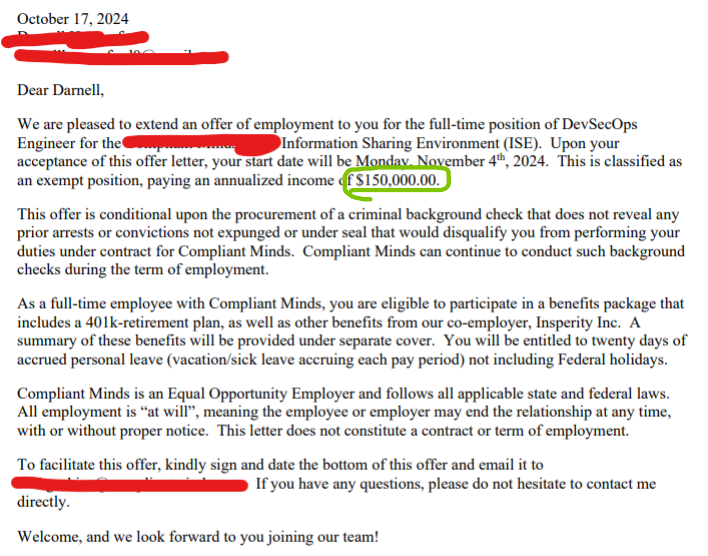 October 17, 2024
Dear Darnell,
We are pleased to extend an offer of employment to you for the full-time position of DevSecOps
Engineer for the Information Sharing Environment (ISE). Upon your
acceptance of this offer letter, your start date will be Monday, November 4th, 2024. This is classified as
an exempt position, paying an annualized income of $150,000.00.
This offer is conditional upon the procurement of a criminal background check that does not reveal any
prior arrests or convictions not expunged or under seal that would disqualify you from performing your
duties under contract for Compliant Minds. Compliant Minds can continue to conduct such background
checks during the term of employment.
As a full-time employee with Compliant Minds, you are eligible to participate in a benefits package that
includes a 401k-retirement plan, as well as other benefits from our co-employer, Insperity Inc. A
summary of these benefits will be provided under separate cover. You will be entitled to twenty days of
accrued personal leave (vacation/sick leave accruing each pay period) not including Federal holidays.
Compliant Minds is an Equal Opportunity Employer and follows all applicable state and federal laws.
All employment is “at will”, meaning the employee or employer may end the relationship at any time,
with or without proper notice. This letter does not constitute a contract or term of employment.
To facilitate this offer, kindly sign and date the bottom of this offer and email it to
If you have any questions, please do not hesitate to contact me
directly.
Welcome, and we look forward to you joining our team!